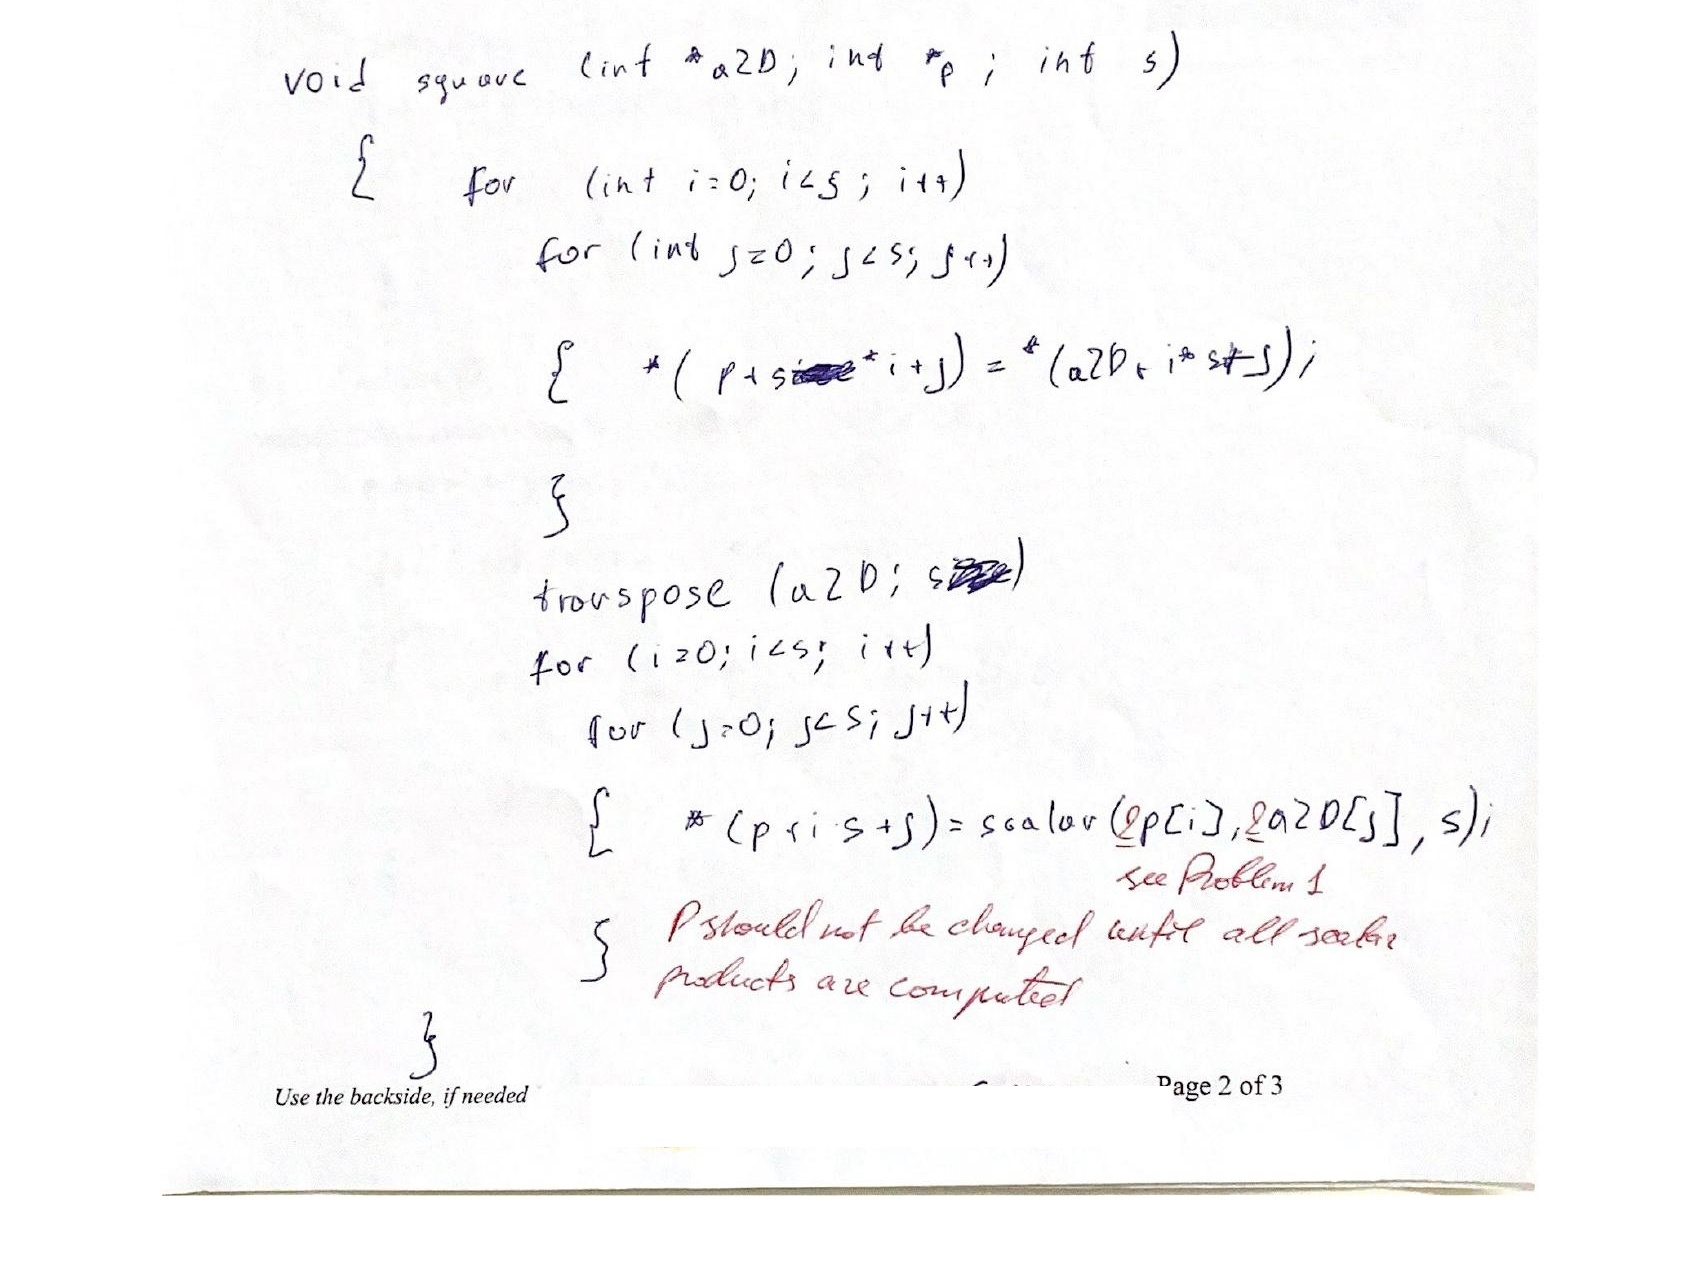 void square (int *a2D; int *p; int s)
{ for (int i=0; i<s; i++)
for (int j=0; j<s; j++)
{ *(p+s*i+j) = *(a2D+i*s+j);
}
transpose (a2D; s)
for (i=0; i<s; i++)
for (j=0; j<s; j++)
{ *(p+i·s+j)= scalar(&p[i],&a2D[j], s);
see Problem 1
} P should not be changed until all scalar
products are computed
}
Use the backside, if needed Page 2 of 3